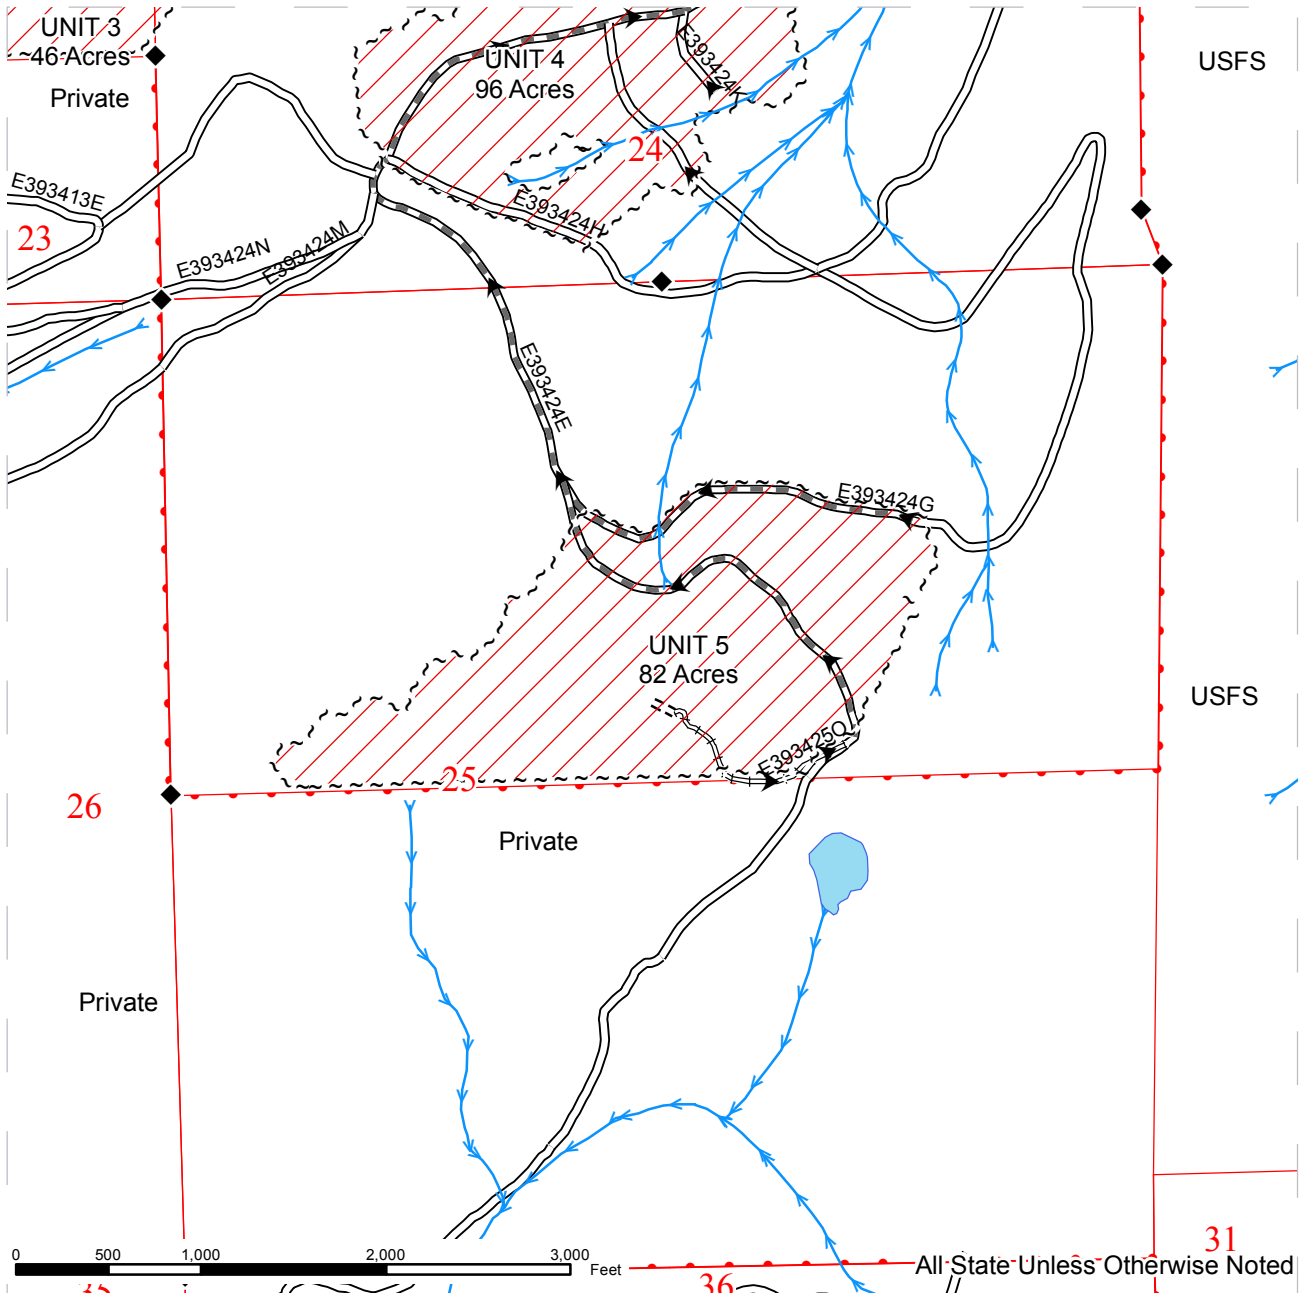 UNIT 3
46 Acres
Private
UNIT 4
96 Acres
E393424K
USFS
24
E393413E
23
E393424N
E393424M
E393424H
E393424E
E393424G
UNIT 5
82 Acres
USFS
E393425O
25
26
Private
Private
31
0 500 1,000 2,000 3,000
Feet
All State Unless Otherwise Noted
35
36